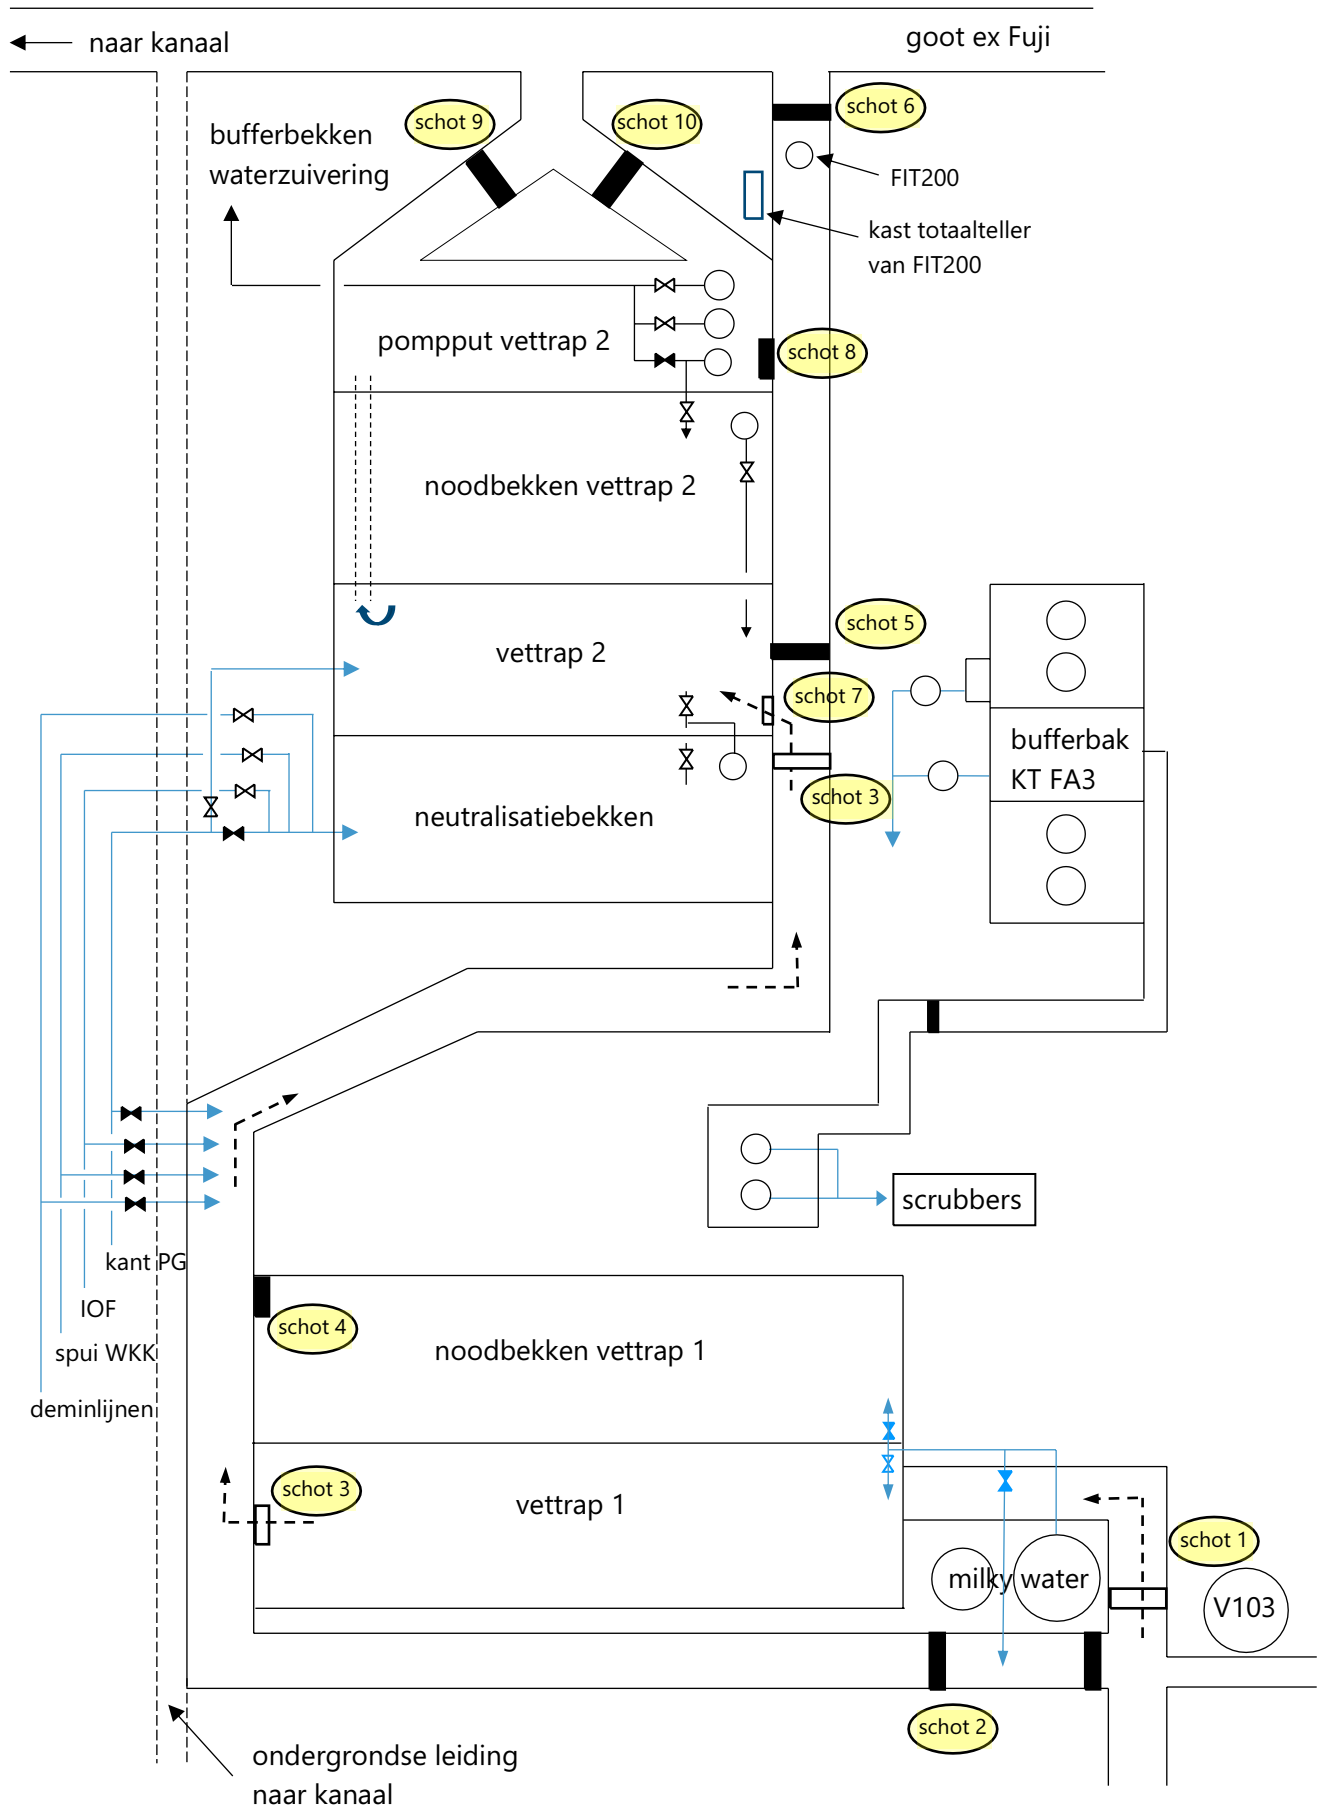 naar kanaal
goot ex Fuji
schot 9
schot 10
schot 6
bufferbekken
waterzuivering
FIT200
kast totaalteller
van FIT200
pompput vettrap 2
schot 8
noodbekken vettrap 2
schot 5
vettrap 2
schot 7
bufferbak
KT FA3
schot 3
neutralisatiebekken
scrubbers
kant PG
IOF
schot 4
spui WKK
noodbekken vettrap 1
deminlijnen
schot 3
vettrap 1
schot 1
milky water
V103
schot 2
ondergrondse leiding
naar kanaal